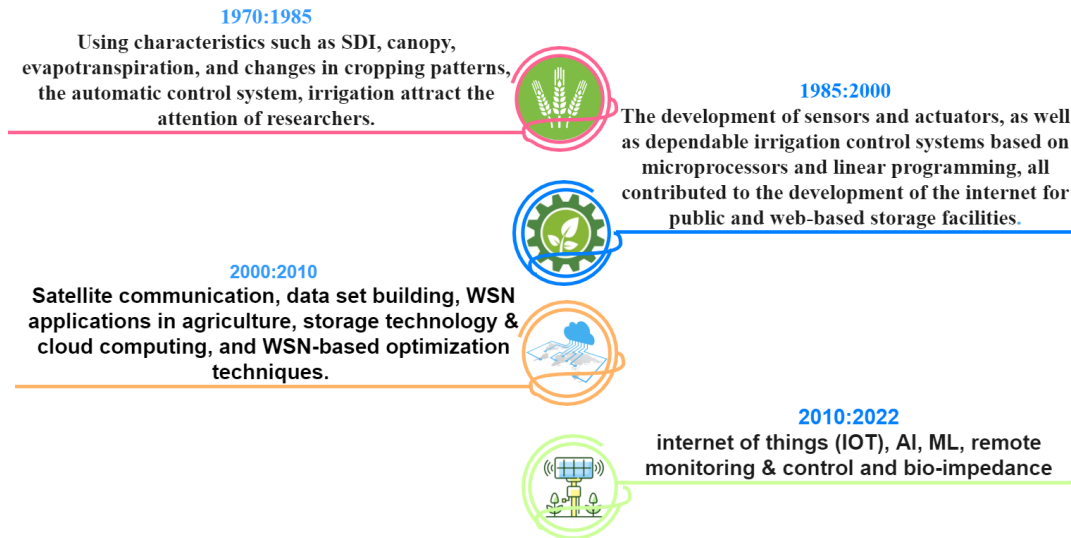 1970:1985
Using characteristics such as SDI, canopy,
evapotranspiration, and changes in cropping patterns,
the automatic control system, irrigation attract the
attention of researchers.
1985:2000
The development of sensors and actuators, as well
as dependable irrigation control systems based on
microprocessors and linear programming, all
contributed to the development of the internet for
public and web-based storage facilities.
2000:2010
Satellite communication, data set building, WSN
applications in agriculture, storage technology &
cloud computing, and WSN-based optimization
techniques.
2010:2022
internet of things (IOT), AI, ML, remote
monitoring & control and bio-impedance